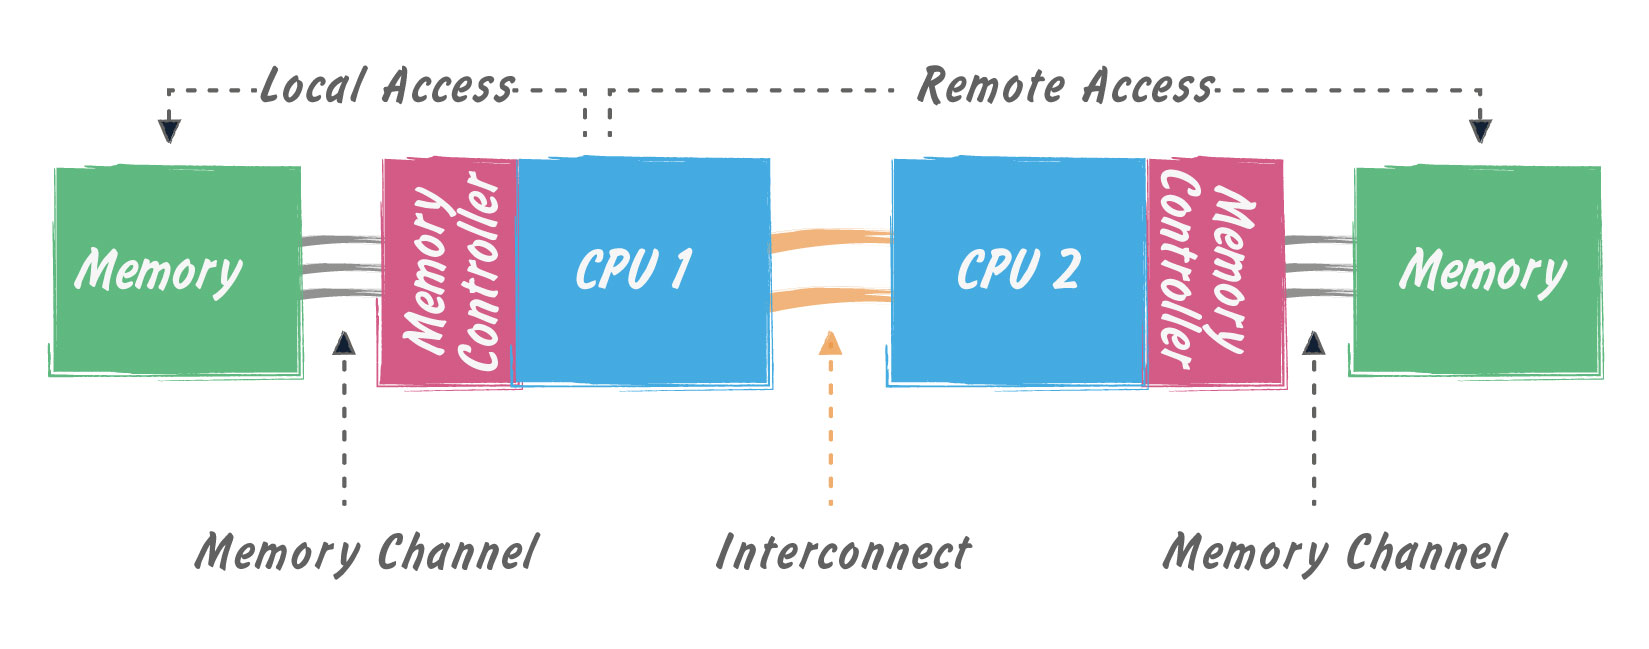 Local Access
Remote Access
Memory
Memory
Controller
CPU 1
CPU 2
Memory
Controller
Memory
Memory Channel
Interconnect
Memory Channel